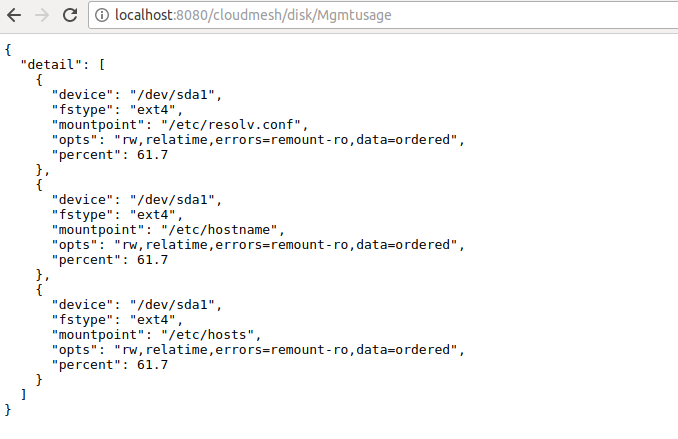 localhost:8080/cloudmesh/disk/Mgmtusage
{
  "detail": [
    {
      "device": "/dev/sda1",
      "fstype": "ext4",
      "mountpoint": "/etc/resolv.conf",
      "opts": "rw,relatime,errors=remount-ro,data=ordered",
      "percent": 61.7
    },
    {
      "device": "/dev/sda1",
      "fstype": "ext4",
      "mountpoint": "/etc/hostname",
      "opts": "rw,relatime,errors=remount-ro,data=ordered",
      "percent": 61.7
    },
    {
      "device": "/dev/sda1",
      "fstype": "ext4",
      "mountpoint": "/etc/hosts",
      "opts": "rw,relatime,errors=remount-ro,data=ordered",
      "percent": 61.7
    }
  ]
}